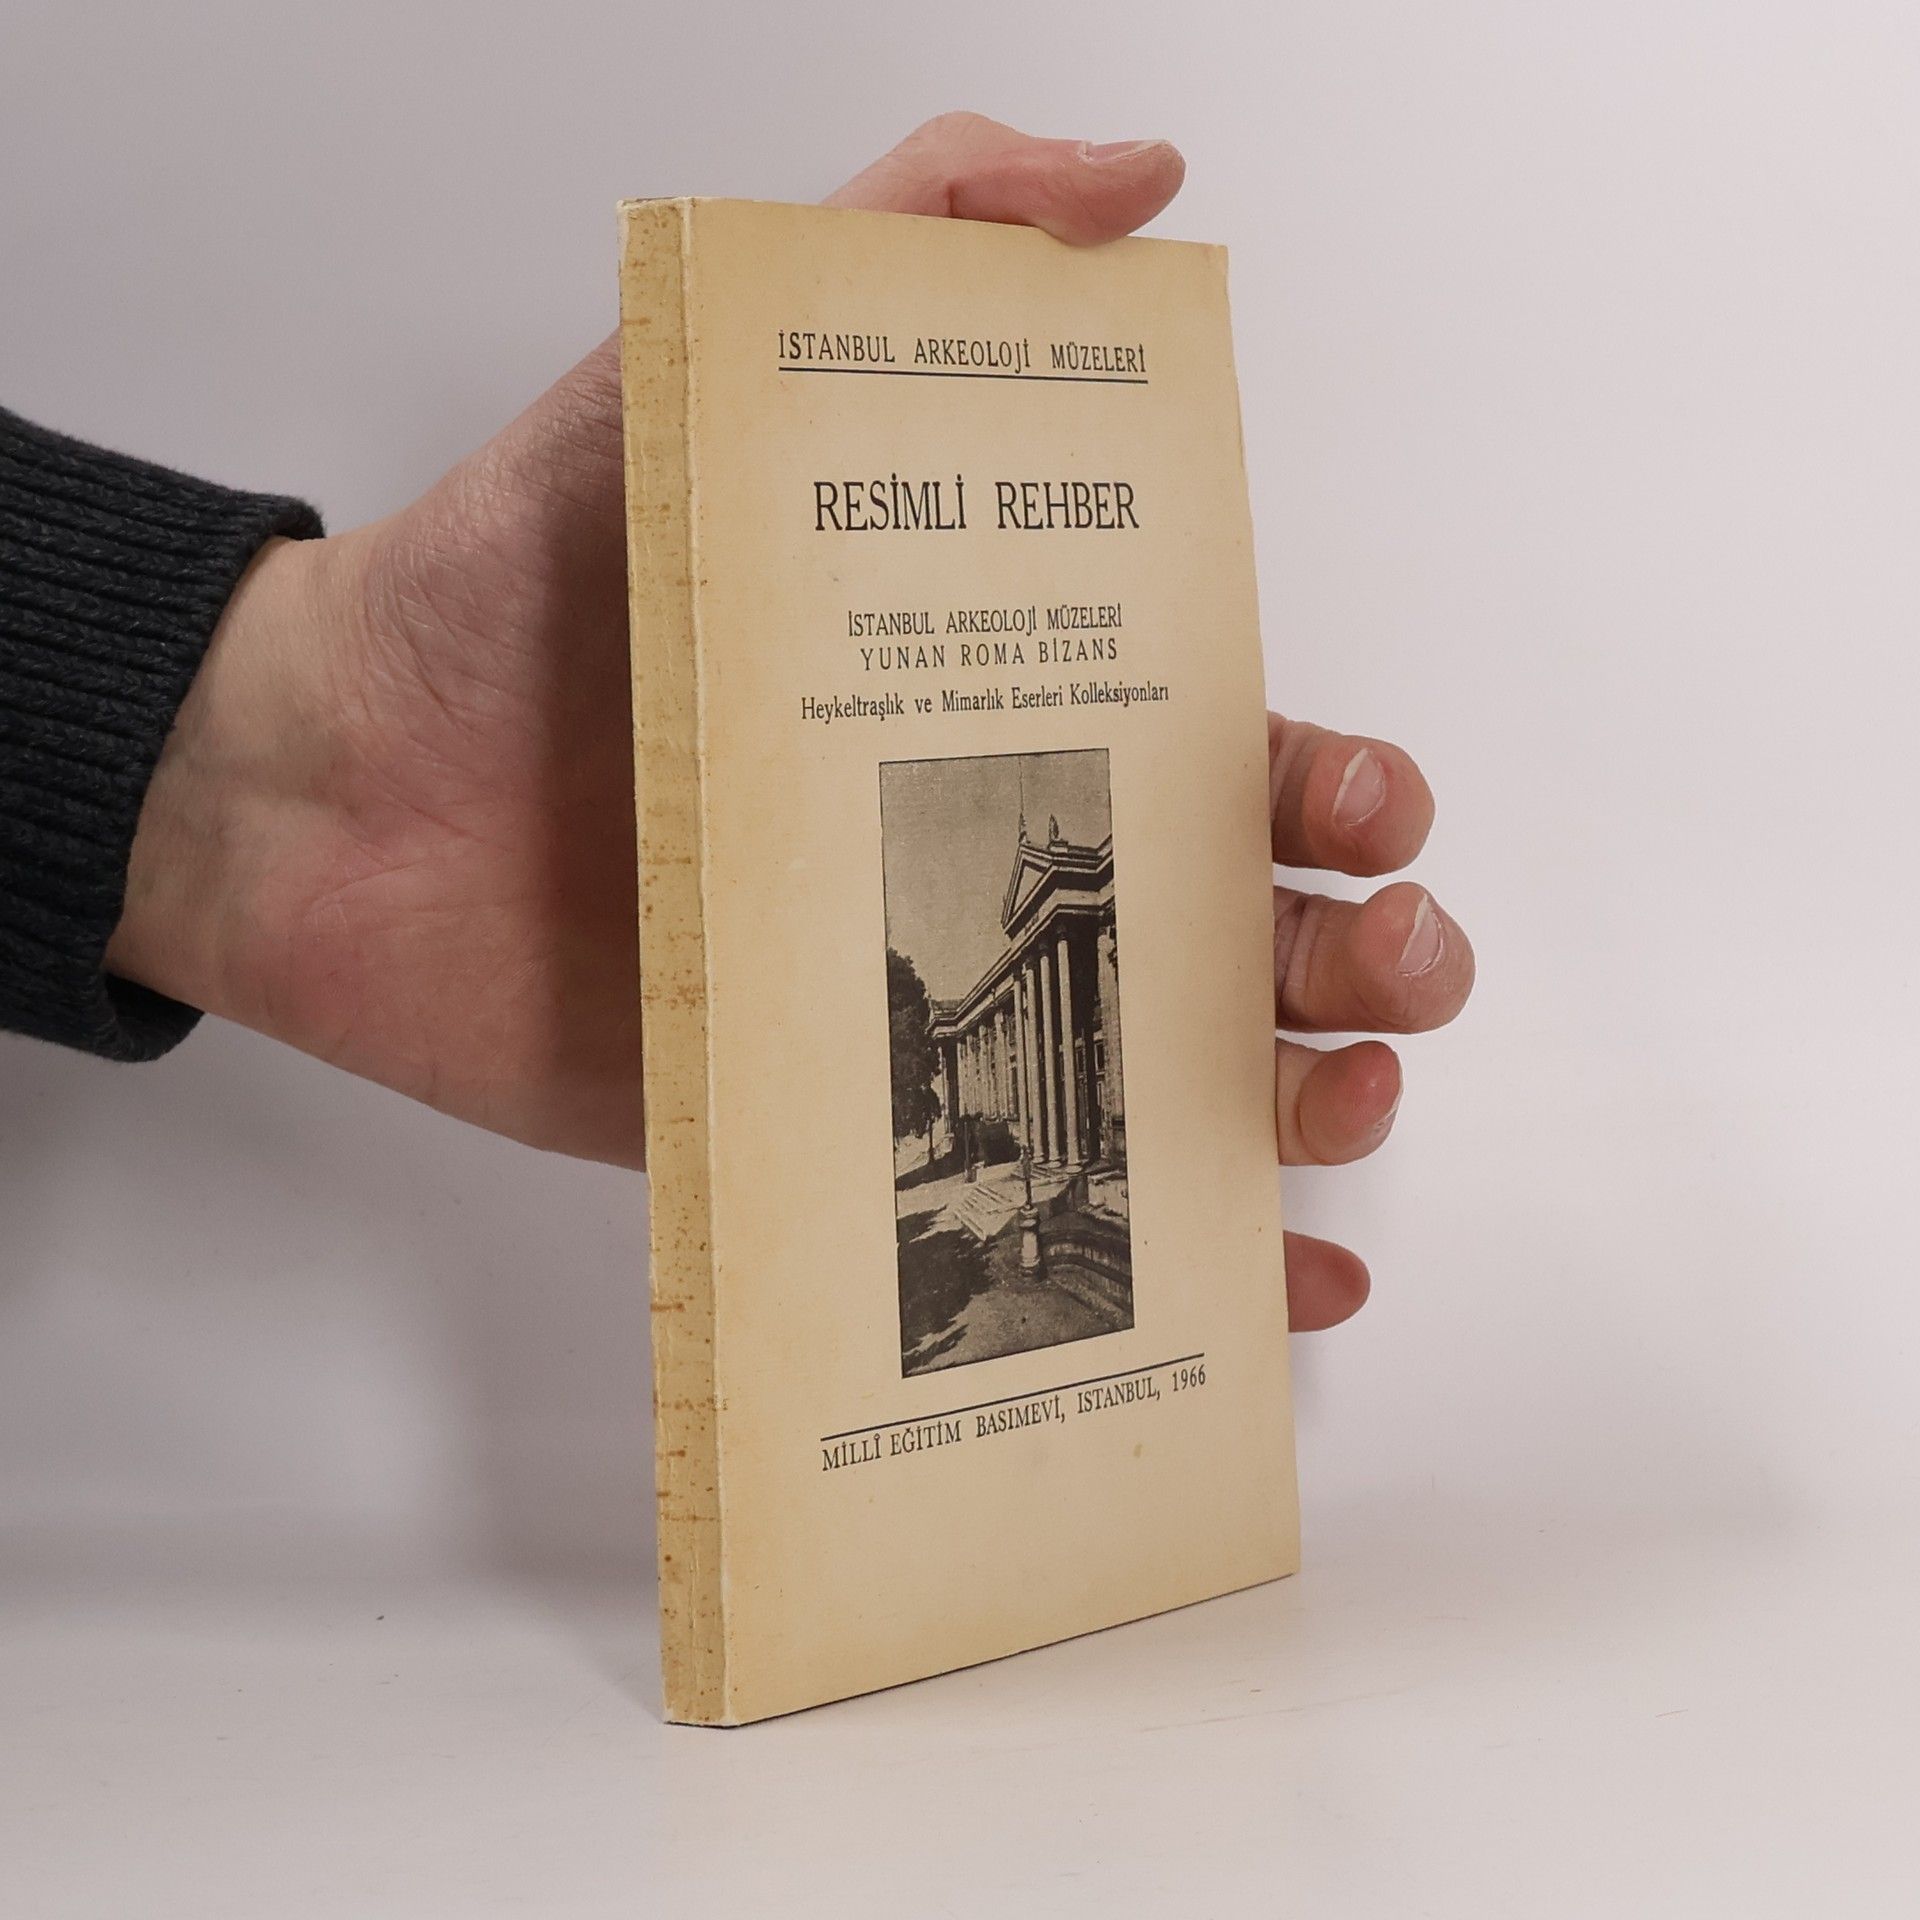 İSTANBUL ARKEOLOJİ MÜZELERİ
RESİMLİ REHBER
İSTANBUL ARKEOLOJİ MÜZELERİ
YUNAN ROMA BİZANS
Heykeltraşlık ve Mimarlık Eserleri Kolleksiyonları
MİLLÎ EĞİTİM BASIMEVİ, ISTANBUL, 1966